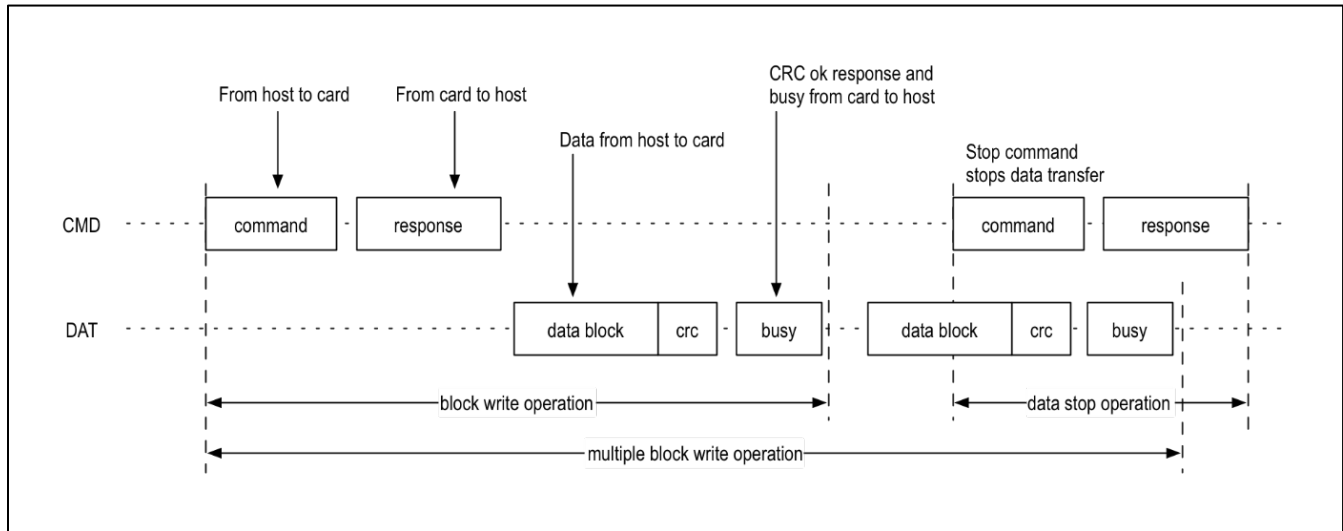 From host to card
From card to host
CRC ok response and
busy from card to host
Data from host to card
Stop command
stops data transfer
CMD
command
response
command
response
DAT
data block
crc
busy
data block
crc
busy
block write operation
data stop operation
multiple block write operation